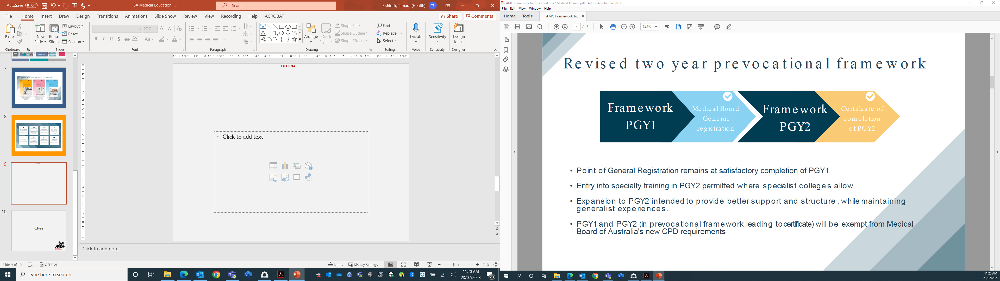 AutoSave Off
SA Medical Education I...
Search
Fishlock, Tamara (Health) TF
File Home Insert Draw Design Transitions Animations Slide Show Review View Recording Help ACROBAT
Share Comments
Paste
New Slide
Reuse Slides
Layout
Reset
Section
27.7
B I U S ab AV Aa A
Arrange
Quick Styles
Shape Fill
Shape Outline
Shape Effects
Find
Replace
Select
Dictate
Sensitivity
Design Ideas
Clipboard Slides Font Paragraph Drawing Editing Voice Sensitivity Designer
7
8
9
10
Close
SA
ME+
OFFICIAL
• Click to add text
Click to add notes
Slide 9 of 10 OFFICIAL
Notes Display Settings 71%
Type here to search
11:20 AM
23/02/2023
23
AMC Framework for PGY1 and PGY2 Medical Training.pdf - Adobe Acrobat Pro 2017
File Edit View Window Help
Home Tools AMC Framework fo... ×
4 / 18
73.8%
Revised two year prevocational framework
Framework
PGY1
Medical Board
General
registration
Framework
PGY2
Certificate of
completion
of PGY2
• Point of General Registration remains at satisfactory completion of PGY1
• Entry into specialty training in PGY2 permitted where specialist colleges allow.
• Expansion to PGY2 intended to provide better support and structure, while maintaining
generalist experiences.
• PGY1 and PGY2 (in prevocational framework leading to certificate) will be exempt from Medical
Board of Australia's new CPD requirements
11:20 AM
23/02/2023